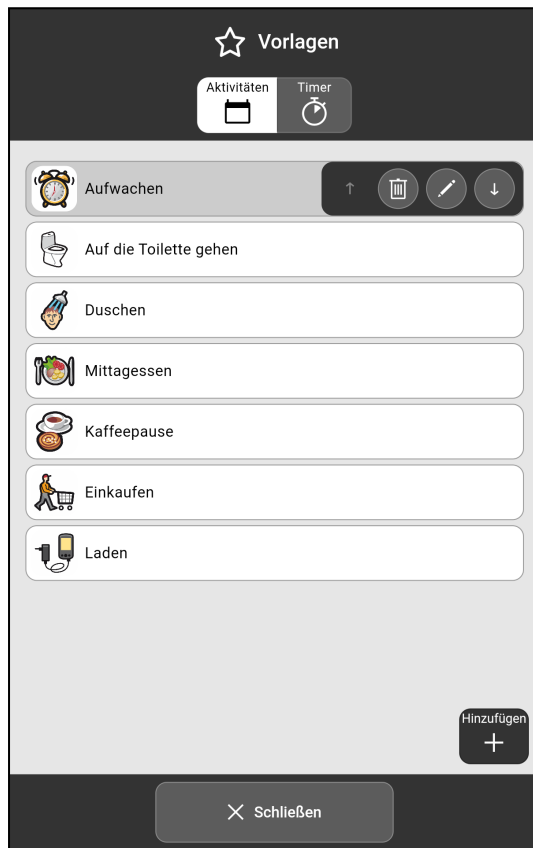 Vorlagen
Aktivitäten
Timer
Aufwachen
Auf die Toilette gehen
Duschen
Mittagessen
Kaffeepause
Einkaufen
Laden
Hinzufügen
Schließen